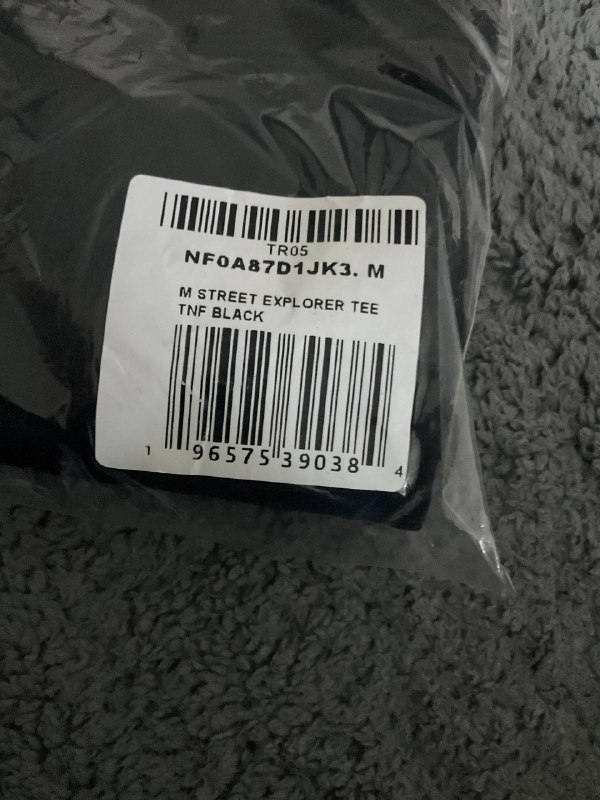 TR05
NF0A87D1JK3. M
M STREET EXPLORER TEE
TNF BLACK
1 96575 39038 4